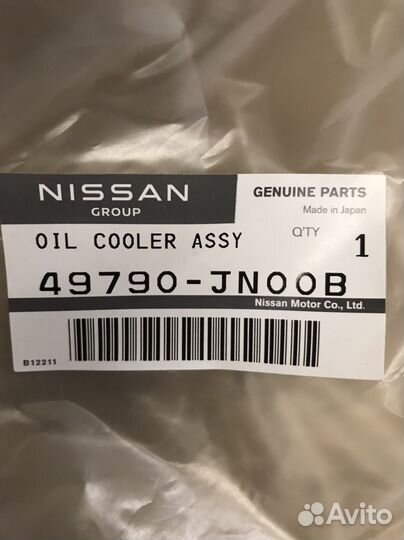 NISSAN
GROUP
GENUINE PARTS
Made in Japan
OIL COOLER ASSY
Q'TY
1
49790-JN00B
Nissan Motor Co., Ltd.
B12211
Avito